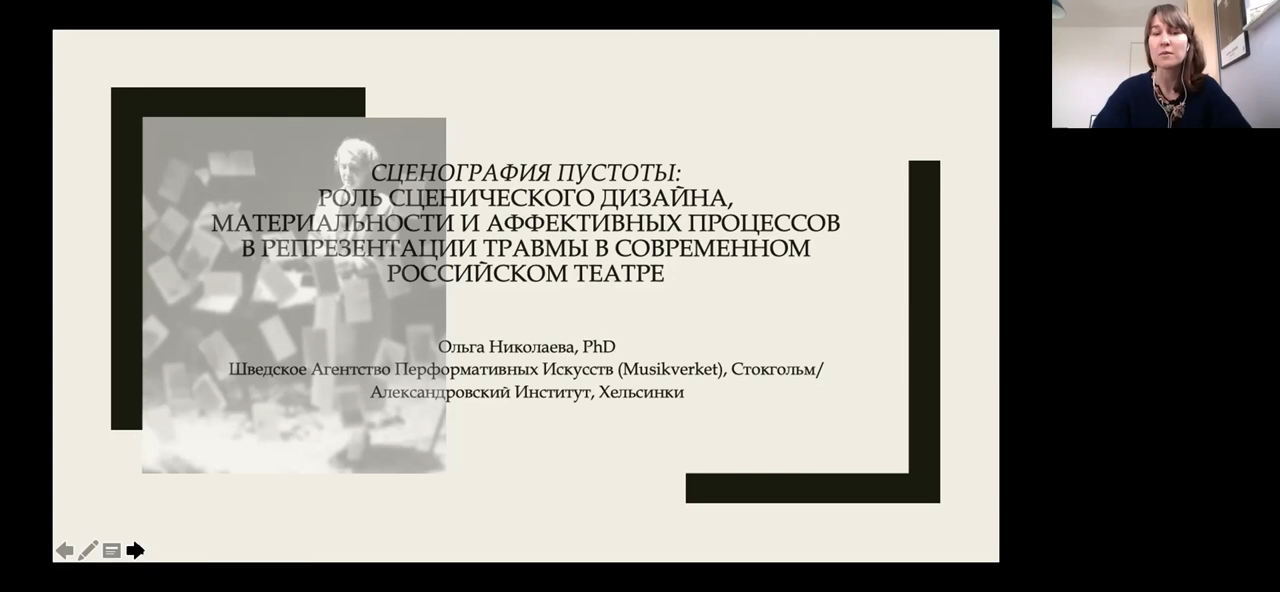 СЦЕНОГРАФИЯ ПУСТОТЫ:
РОЛЬ СЦЕНИЧЕСКОГО ДИЗАЙНА,
МАТЕРИАЛЬНОСТИ И АФФЕКТИВНЫХ ПРОЦЕССОВ
В РЕПРЕЗЕНТАЦИИ ТРАВМЫ В СОВРЕМЕННОМ
РОССИЙСКОМ ТЕАТРЕ
Ольга Николаева, PhD
Шведское Агентство Перформативных Искусств (Musikverket), Стокгольм/
Александровский Институт, Хельсинки